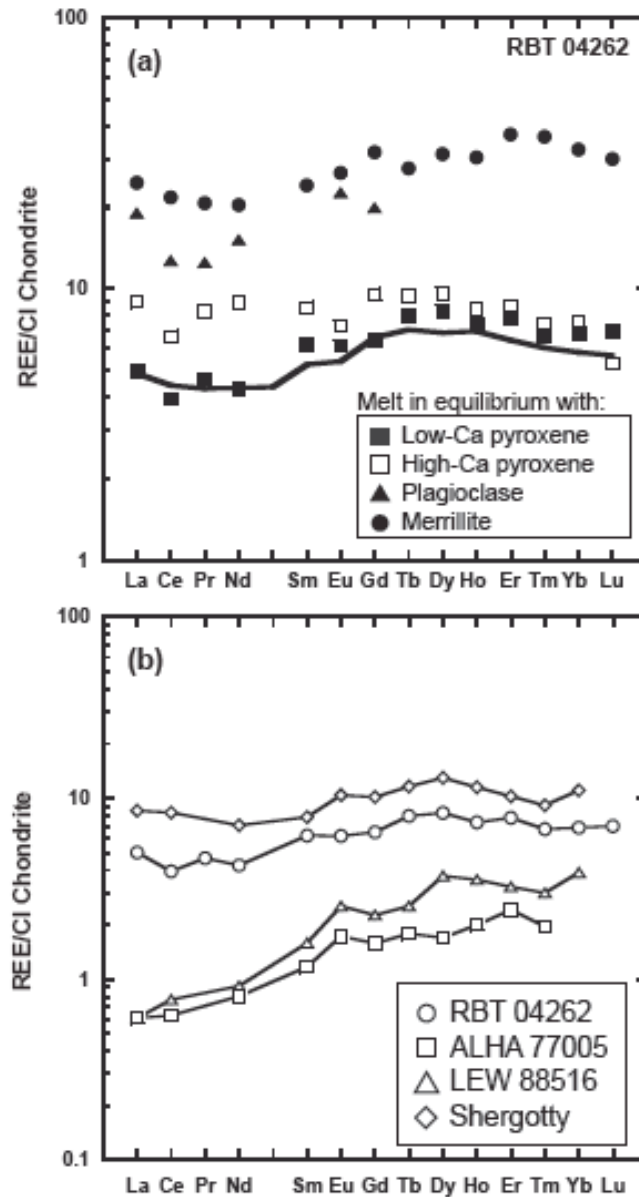 100
(a)
RBT 04262
REE/CI Chondrite
10
1
Melt in equilibrium with:
Low-Ca pyroxene
High-Ca pyroxene
Plagioclase
Merrillite
La Ce Pr Nd Sm Eu Gd Tb Dy Ho Er Tm Yb Lu
100
(b)
REE/CI Chondrite
10
1
0.1
RBT 04262
ALHA 77005
LEW 88516
Shergotty
La Ce Pr Nd Sm Eu Gd Tb Dy Ho Er Tm Yb Lu